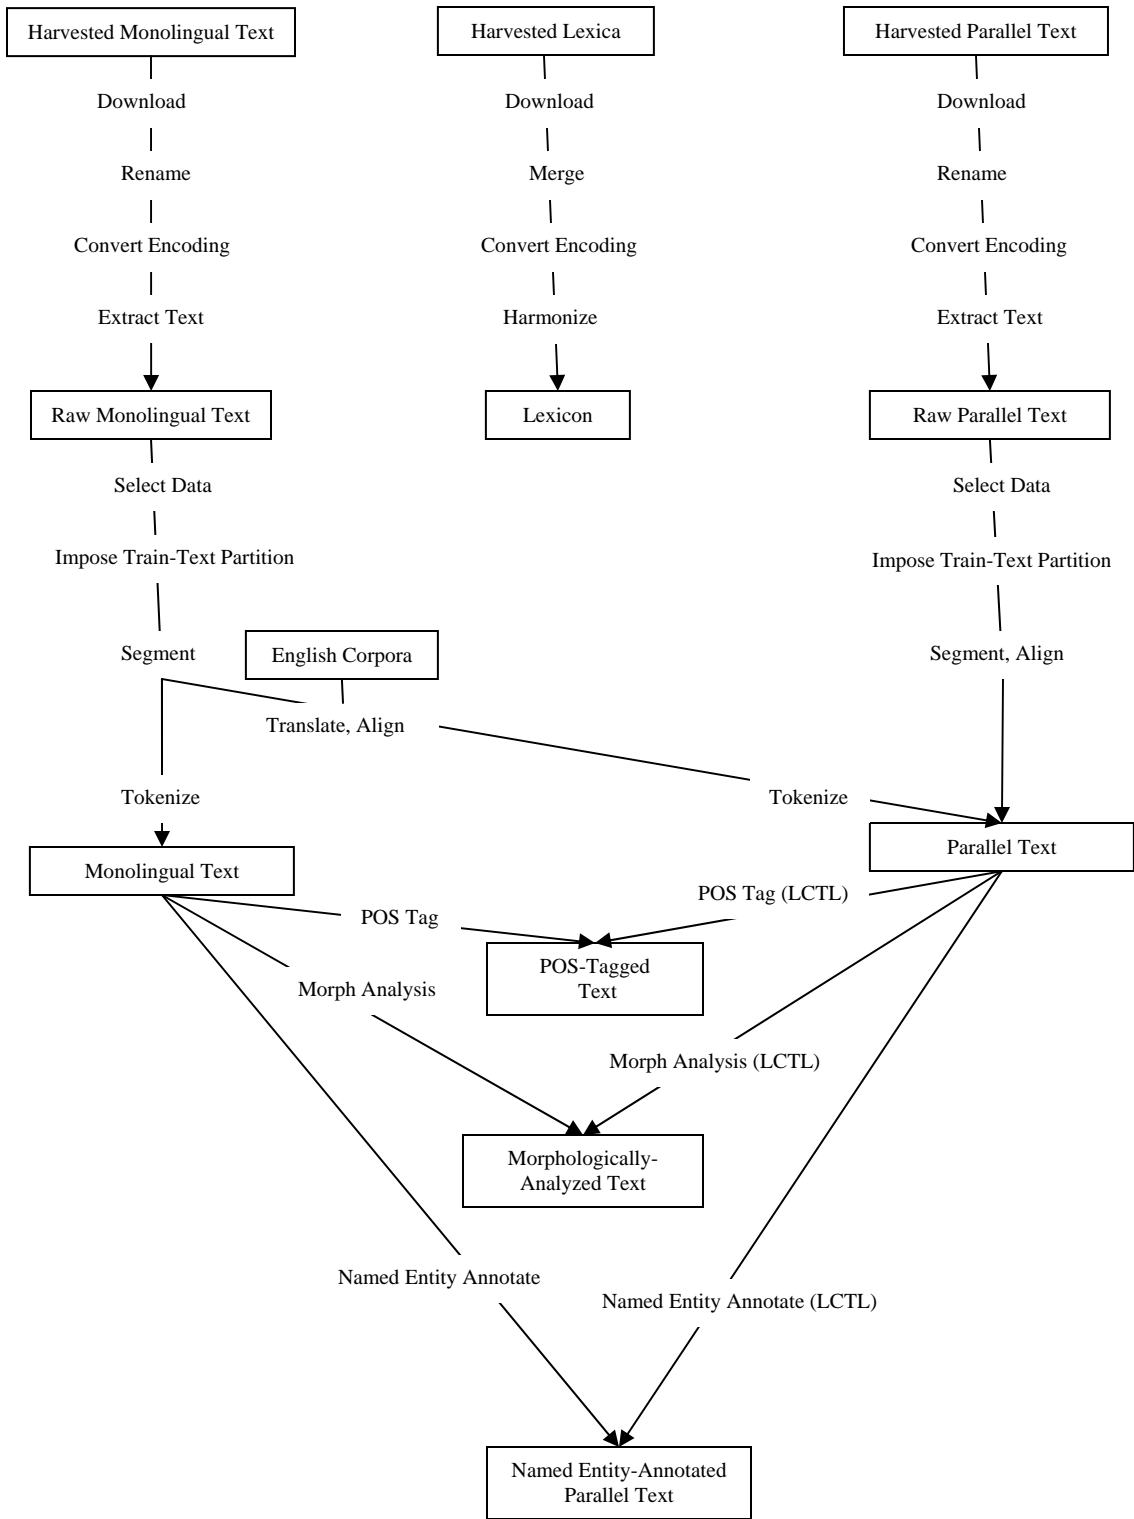 Harvested Monolingual Text
Harvested Lexica
Harvested Parallel Text
Download
Download
Download
Rename
Merge
Rename
Convert Encoding
Convert Encoding
Convert Encoding
Extract Text
Harmonize
Extract Text
Raw Monolingual Text
Lexicon
Raw Parallel Text
Select Data
Select Data
Impose Train-Text Partition
Impose Train-Text Partition
Segment
English Corpora
Segment, Align
Translate, Align
Tokenize
Tokenize
Parallel Text
Monolingual Text
POS Tag (LCTL)
POS Tag
POS-Tagged
Text
Morph Analysis
Morph Analysis (LCTL)
Morphologically-
Analyzed Text
Named Entity Annotate
Named Entity Annotate (LCTL)
Named Entity-Annotated
Parallel Text